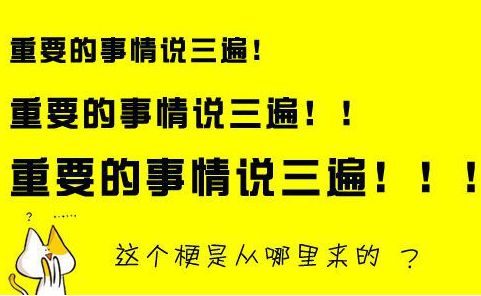 重要的事情说三遍！
重要的事情说三遍！！
重要的事情说三遍！！！
? ......
这个梗是从哪里来的 ？